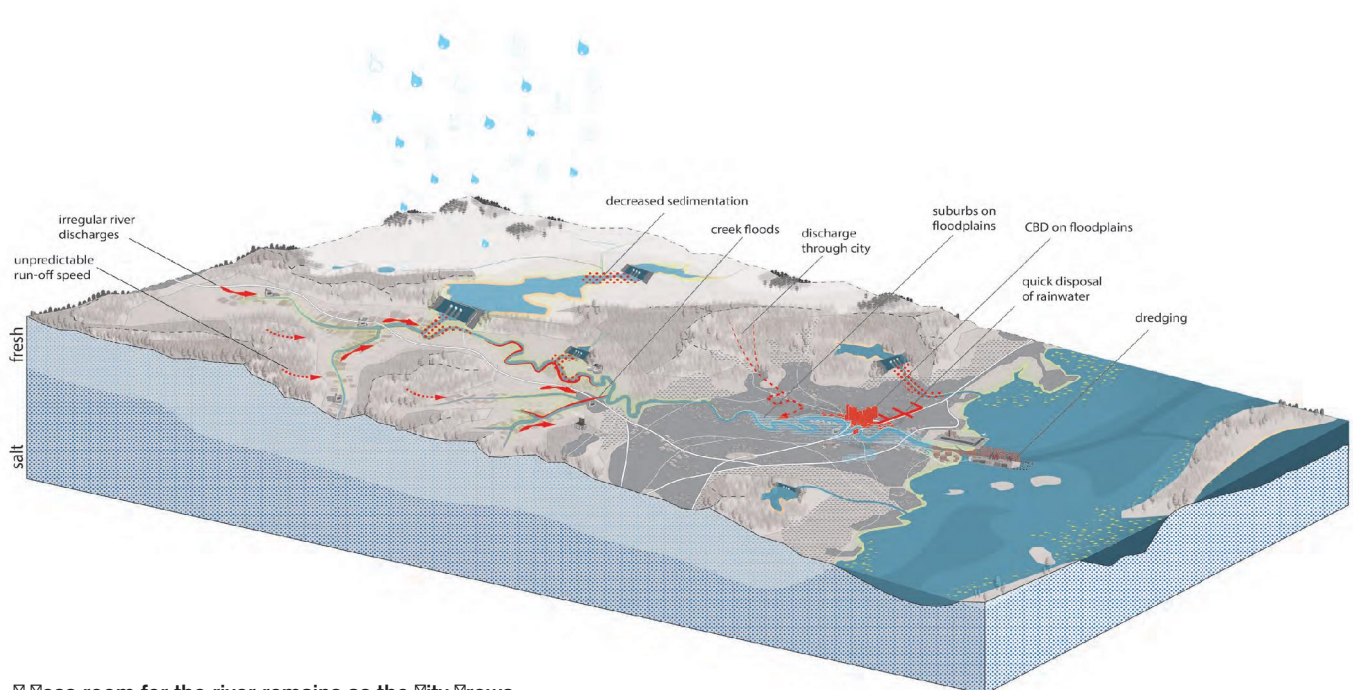 irregular river
discharges
unpredictable
run-off speed
decreased sedimentation
creek floods
discharge
through city
suburbs on
floodplains
CBD on floodplains
quick disposal
of rainwater
dredging
fresh
salt
room for the river remains as the